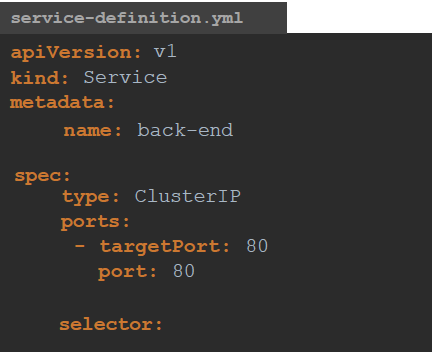 service-definition.yml
apiVersion: v1
kind: Service
metadata:
name: back-end
spec:
type: ClusterIP
ports:
- targetPort: 80
port: 80
selector: